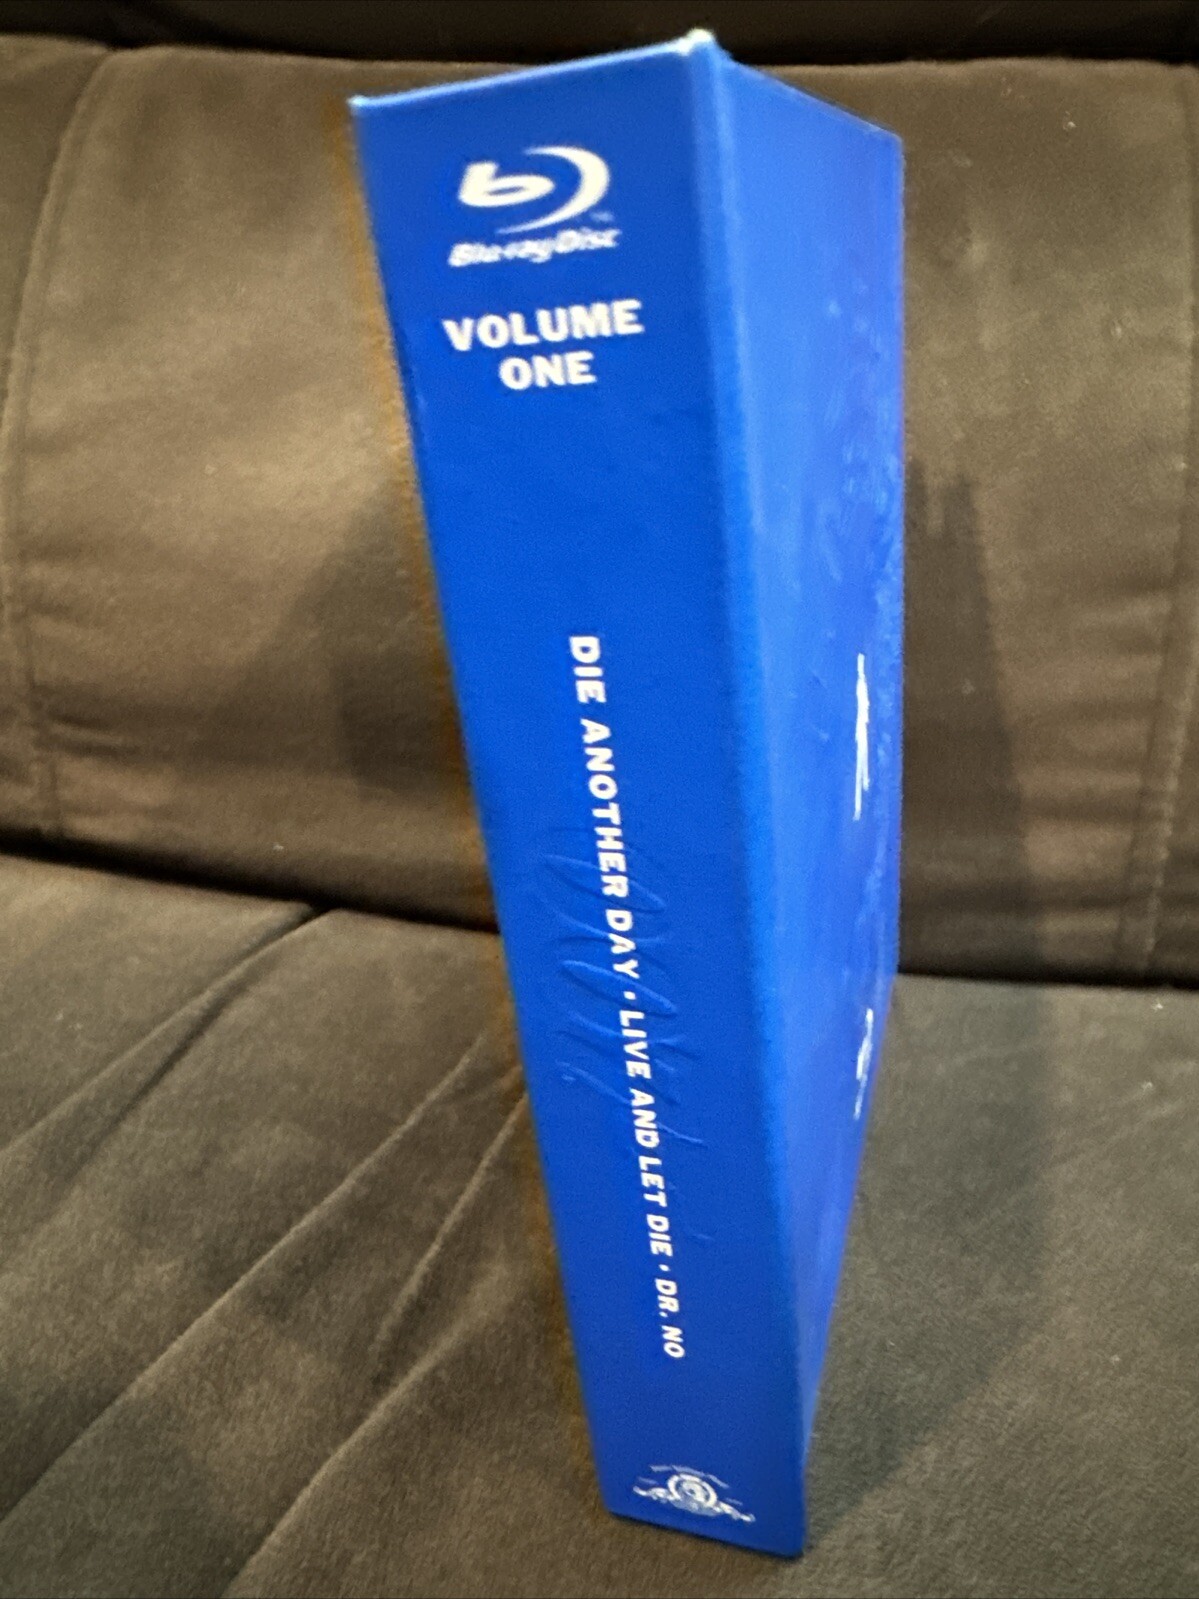 Blu-ray Disc
VOLUME
ONE
DIE ANOTHER DAY · LIVE AND LET DIE · DR. NO